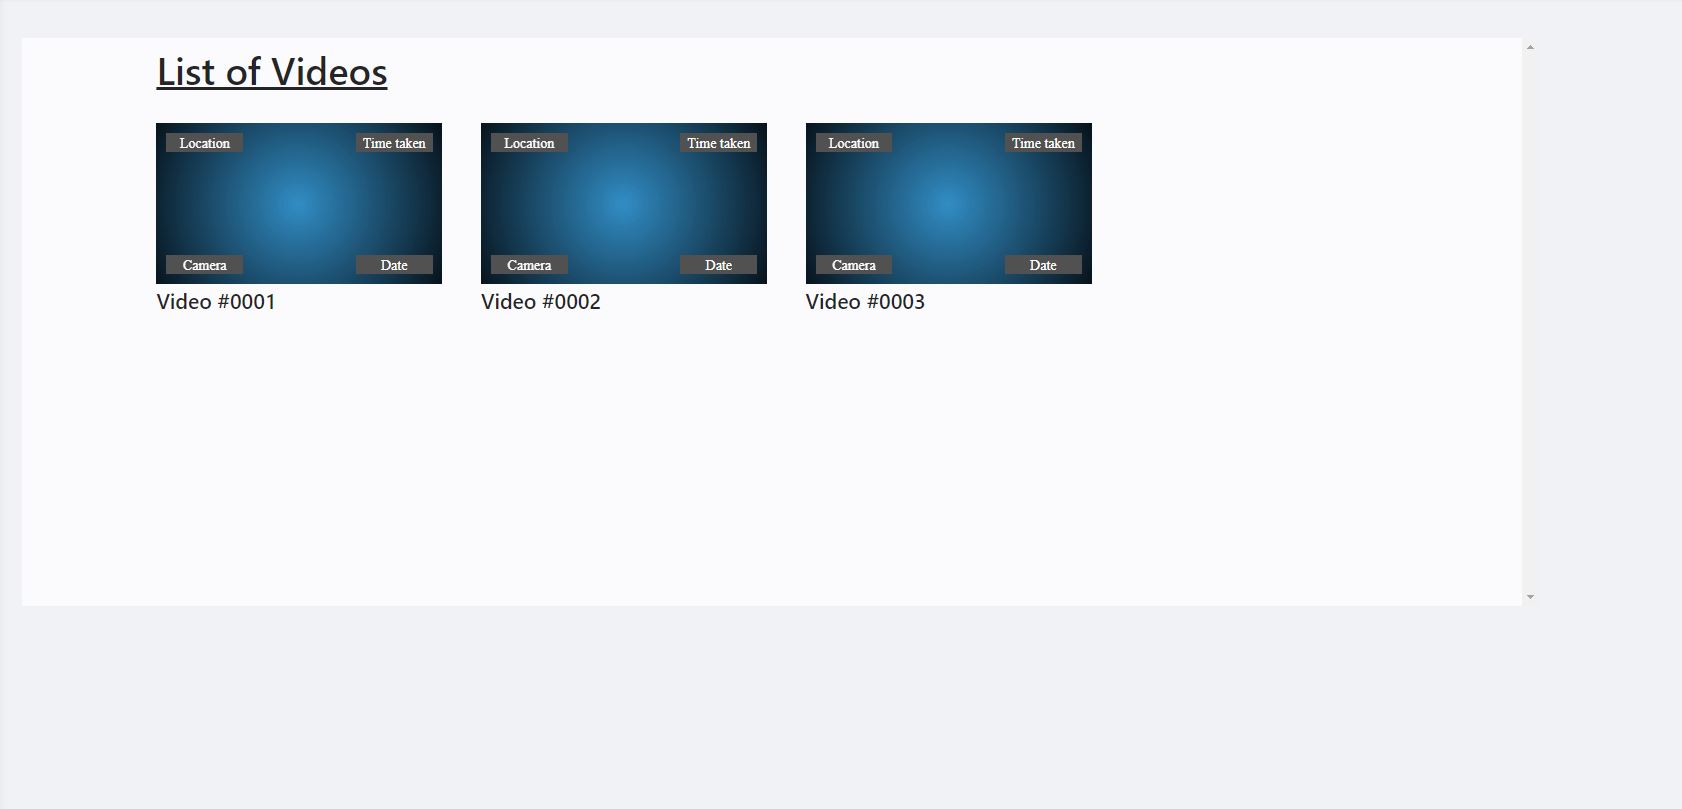 List of Videos
Location Time taken Location Time taken Location Time taken
Camera Date Camera Date Camera Date
Video #0001 Video #0002 Video #0003